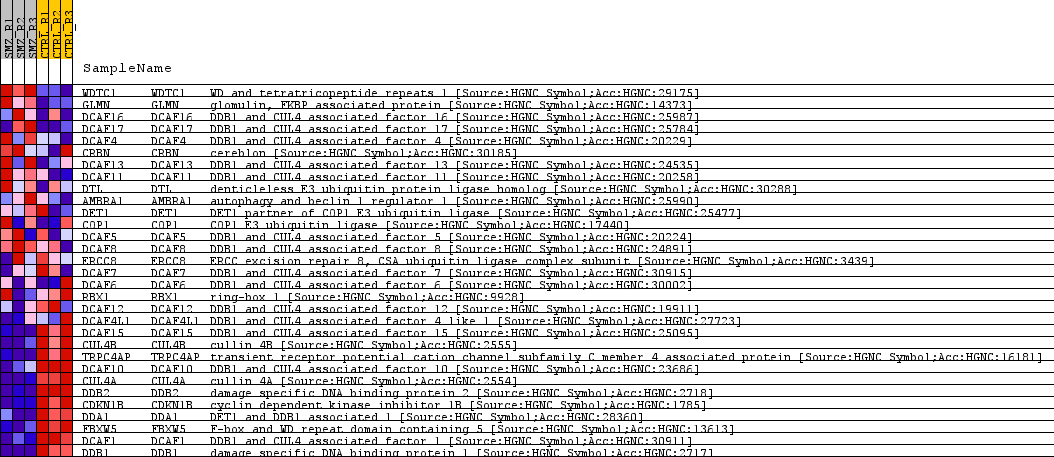 SMZ_R1 SMZ_R2 SMZ_R3 CTRL_R1 CTRL_R2 CTRL_R3
SampleName
WDTC1 WDTC1 WD and tetratricopeptide repeats 1 [Source:HGNC Symbol;Acc:HGNC:29175]
GLMN GLMN glomulin, FKBP associated protein [Source:HGNC Symbol;Acc:HGNC:14373]
DCAF16 DCAF16 DDB1 and CUL4 associated factor 16 [Source:HGNC Symbol;Acc:HGNC:25987]
DCAF17 DCAF17 DDB1 and CUL4 associated factor 17 [Source:HGNC Symbol;Acc:HGNC:25784]
DCAF4 DCAF4 DDB1 and CUL4 associated factor 4 [Source:HGNC Symbol;Acc:HGNC:20229]
CRBN CRBN cereblon [Source:HGNC Symbol;Acc:HGNC:30185]
DCAF13 DCAF13 DDB1 and CUL4 associated factor 13 [Source:HGNC Symbol;Acc:HGNC:24535]
DCAF11 DCAF11 DDB1 and CUL4 associated factor 11 [Source:HGNC Symbol;Acc:HGNC:20258]
DTL DTL denticleless E3 ubiquitin protein ligase homolog [Source:HGNC Symbol;Acc:HGNC:30288]
AMBRA1 AMBRA1 autophagy and beclin 1 regulator 1 [Source:HGNC Symbol;Acc:HGNC:25990]
DET1 DET1 DET1 partner of COP1 E3 ubiquitin ligase [Source:HGNC Symbol;Acc:HGNC:25477]
COP1 COP1 COP1 E3 ubiquitin ligase [Source:HGNC Symbol;Acc:HGNC:17440]
DCAF5 DCAF5 DDB1 and CUL4 associated factor 5 [Source:HGNC Symbol;Acc:HGNC:20224]
DCAF8 DCAF8 DDB1 and CUL4 associated factor 8 [Source:HGNC Symbol;Acc:HGNC:24891]
ERCC8 ERCC8 ERCC excision repair 8, CSA ubiquitin ligase complex subunit [Source:HGNC Symbol;Acc:HGNC:3439]
DCAF7 DCAF7 DDB1 and CUL4 associated factor 7 [Source:HGNC Symbol;Acc:HGNC:30915]
DCAF6 DCAF6 DDB1 and CUL4 associated factor 6 [Source:HGNC Symbol;Acc:HGNC:30002]
RBX1 RBX1 ring-box 1 [Source:HGNC Symbol;Acc:HGNC:9928]
DCAF12 DCAF12 DDB1 and CUL4 associated factor 12 [Source:HGNC Symbol;Acc:HGNC:19911]
DCAF4L1 DCAF4L1 DDB1 and CUL4 associated factor 4 like 1 [Source:HGNC Symbol;Acc:HGNC:27723]
DCAF15 DCAF15 DDB1 and CUL4 associated factor 15 [Source:HGNC Symbol;Acc:HGNC:25095]
CUL4B CUL4B cullin 4B [Source:HGNC Symbol;Acc:HGNC:2555]
TRPC4AP TRPC4AP transient receptor potential cation channel subfamily C member 4 associated protein [Source:HGNC Symbol;Acc:HGNC:16181]
DCAF10 DCAF10 DDB1 and CUL4 associated factor 10 [Source:HGNC Symbol;Acc:HGNC:23686]
CUL4A CUL4A cullin 4A [Source:HGNC Symbol;Acc:HGNC:2554]
DDB2 DDB2 damage specific DNA binding protein 2 [Source:HGNC Symbol;Acc:HGNC:2718]
CDKN1B CDKN1B cyclin dependent kinase inhibitor 1B [Source:HGNC Symbol;Acc:HGNC:1785]
DDA1 DDA1 DET1 and DDB1 associated 1 [Source:HGNC Symbol;Acc:HGNC:28360]
FBXW5 FBXW5 F-box and WD repeat domain containing 5 [Source:HGNC Symbol;Acc:HGNC:13613]
DCAF1 DCAF1 DDB1 and CUL4 associated factor 1 [Source:HGNC Symbol;Acc:HGNC:30911]
DDB1 DDB1 damage specific DNA binding protein 1 [Source:HGNC Symbol;Acc:HGNC:2717]